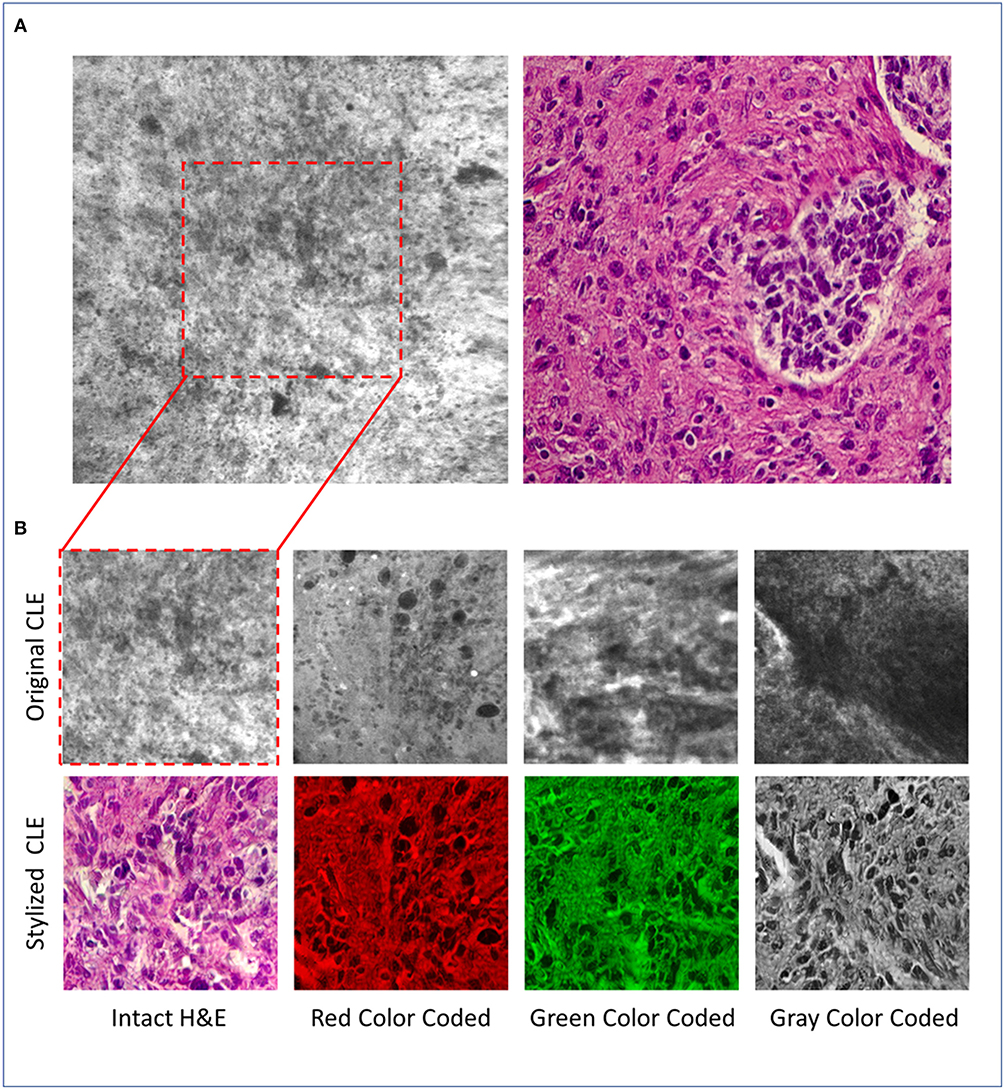 A
B
Original CLE
Stylized CLE
Intact H&E
Red Color Coded
Green Color Coded
Gray Color Coded